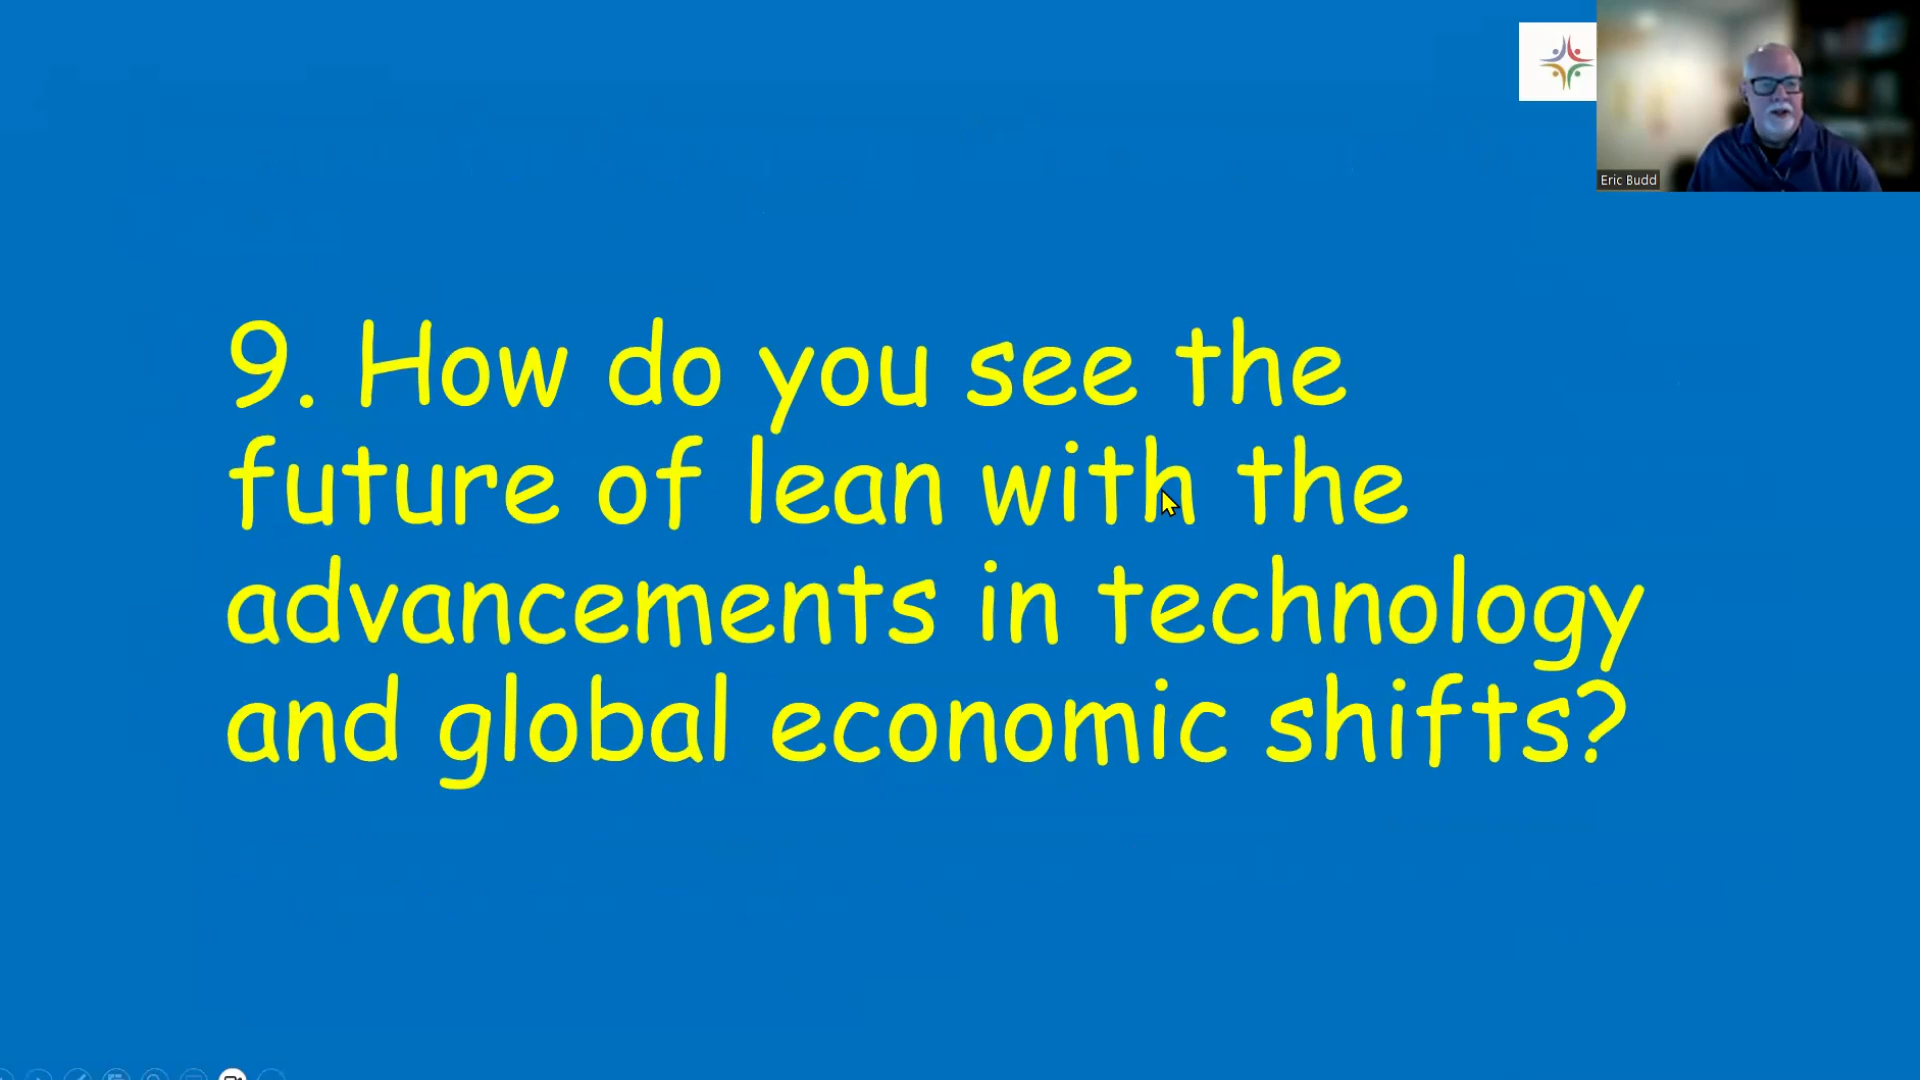 Eric Budd
9. How do you see the
future of lean with the
advancements in technology
and global economic shifts?